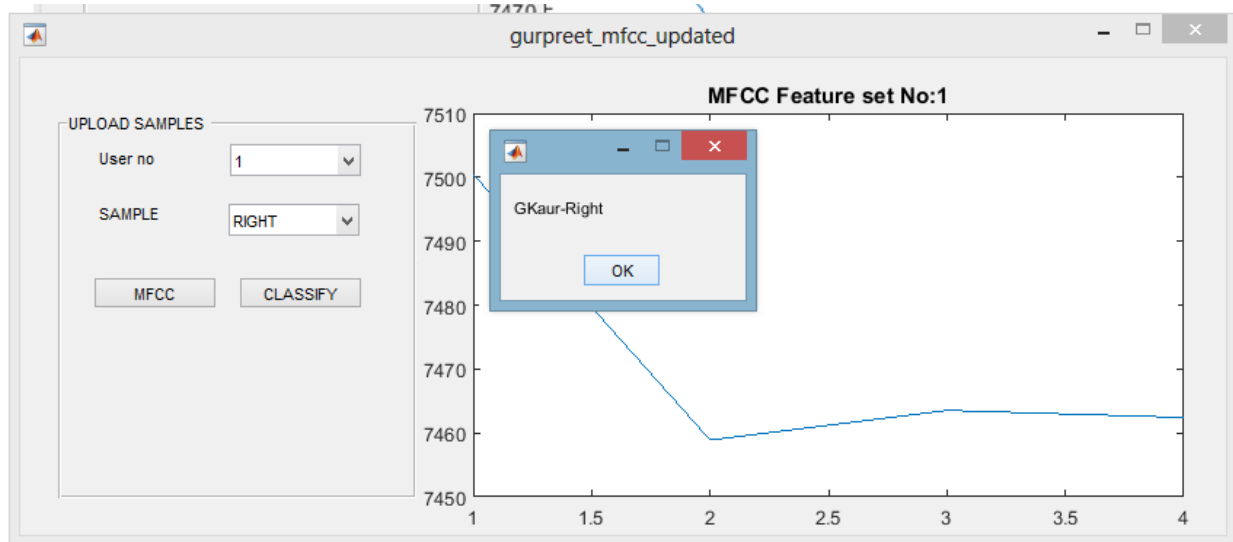 7470
gurpreet_mfcc_updated
MFCC Feature set No:1
UPLOAD SAMPLES
User no 1
SAMPLE RIGHT
MFCC CLASSIFY
GKaur-Right
OK
7510
7500
7490
7480
7470
7460
7450
1 1.5 2 2.5 3 3.5 4